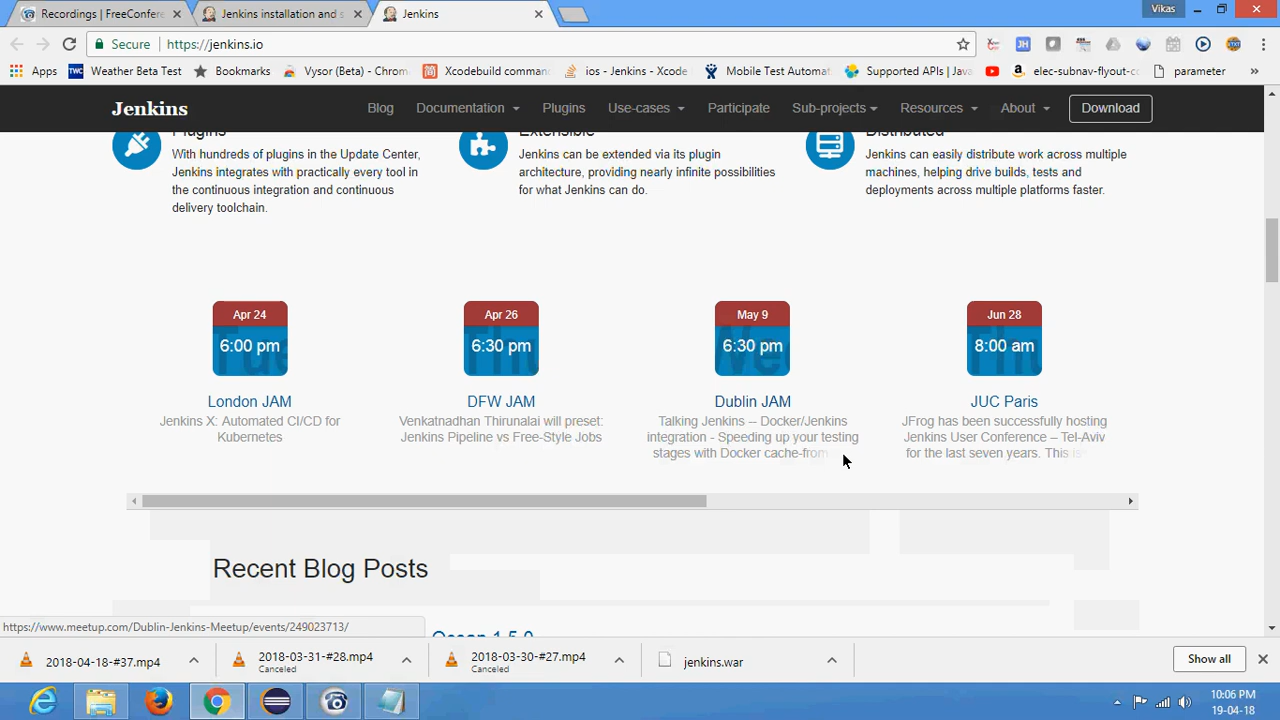 Recordings | FreeConfere
Jenkins installation and s
Jenkins
Vikas
Secure
https://jenkins.io
Apps
Weather Beta Test
Bookmarks
Vysor (Beta) - Chrom
Xcodebuild command
ios - Jenkins - Xcode
Mobile Test Automat
Supported APIs | Java
elec-subnav-flyout-co
parameter
»
Jenkins
Blog
Documentation
Plugins
Use-cases
Participate
Sub-projects
Resources
About
Download
Plugins
Extensible
Distributed
With hundreds of plugins in the Update Center,
Jenkins integrates with practically every tool in
the continuous integration and continuous
delivery toolchain.
Jenkins can be extended via its plugin
architecture, providing nearly infinite possibilities
for what Jenkins can do.
Jenkins can easily distribute work across multiple
machines, helping drive builds, tests and
deployments across multiple platforms faster.
Apr 24
6:00 pm
London JAM
Jenkins X: Automated CI/CD for
Kubernetes
Apr 26
6:30 pm
DFW JAM
Venkatnadhan Thirunalai will preset:
Jenkins Pipeline vs Free-Style Jobs
May 9
6:30 pm
Dublin JAM
Talking Jenkins -- Docker/Jenkins
integration - Speeding up your testing
stages with Docker cache-from
Jun 28
8:00 am
JUC Paris
JFrog has been successfully hosting
Jenkins User Conference – Tel-Aviv
for the last seven years. This is
Recent Blog Posts
Ocean 1.5.0
https://www.meetup.com/Dublin-Jenkins-Meetup/events/249023713/
2018-04-18-#37.mp4
2018-03-31-#28.mp4
Canceled
2018-03-30-#27.mp4
Canceled
jenkins.war
Show all
10:06 PM
19-04-18